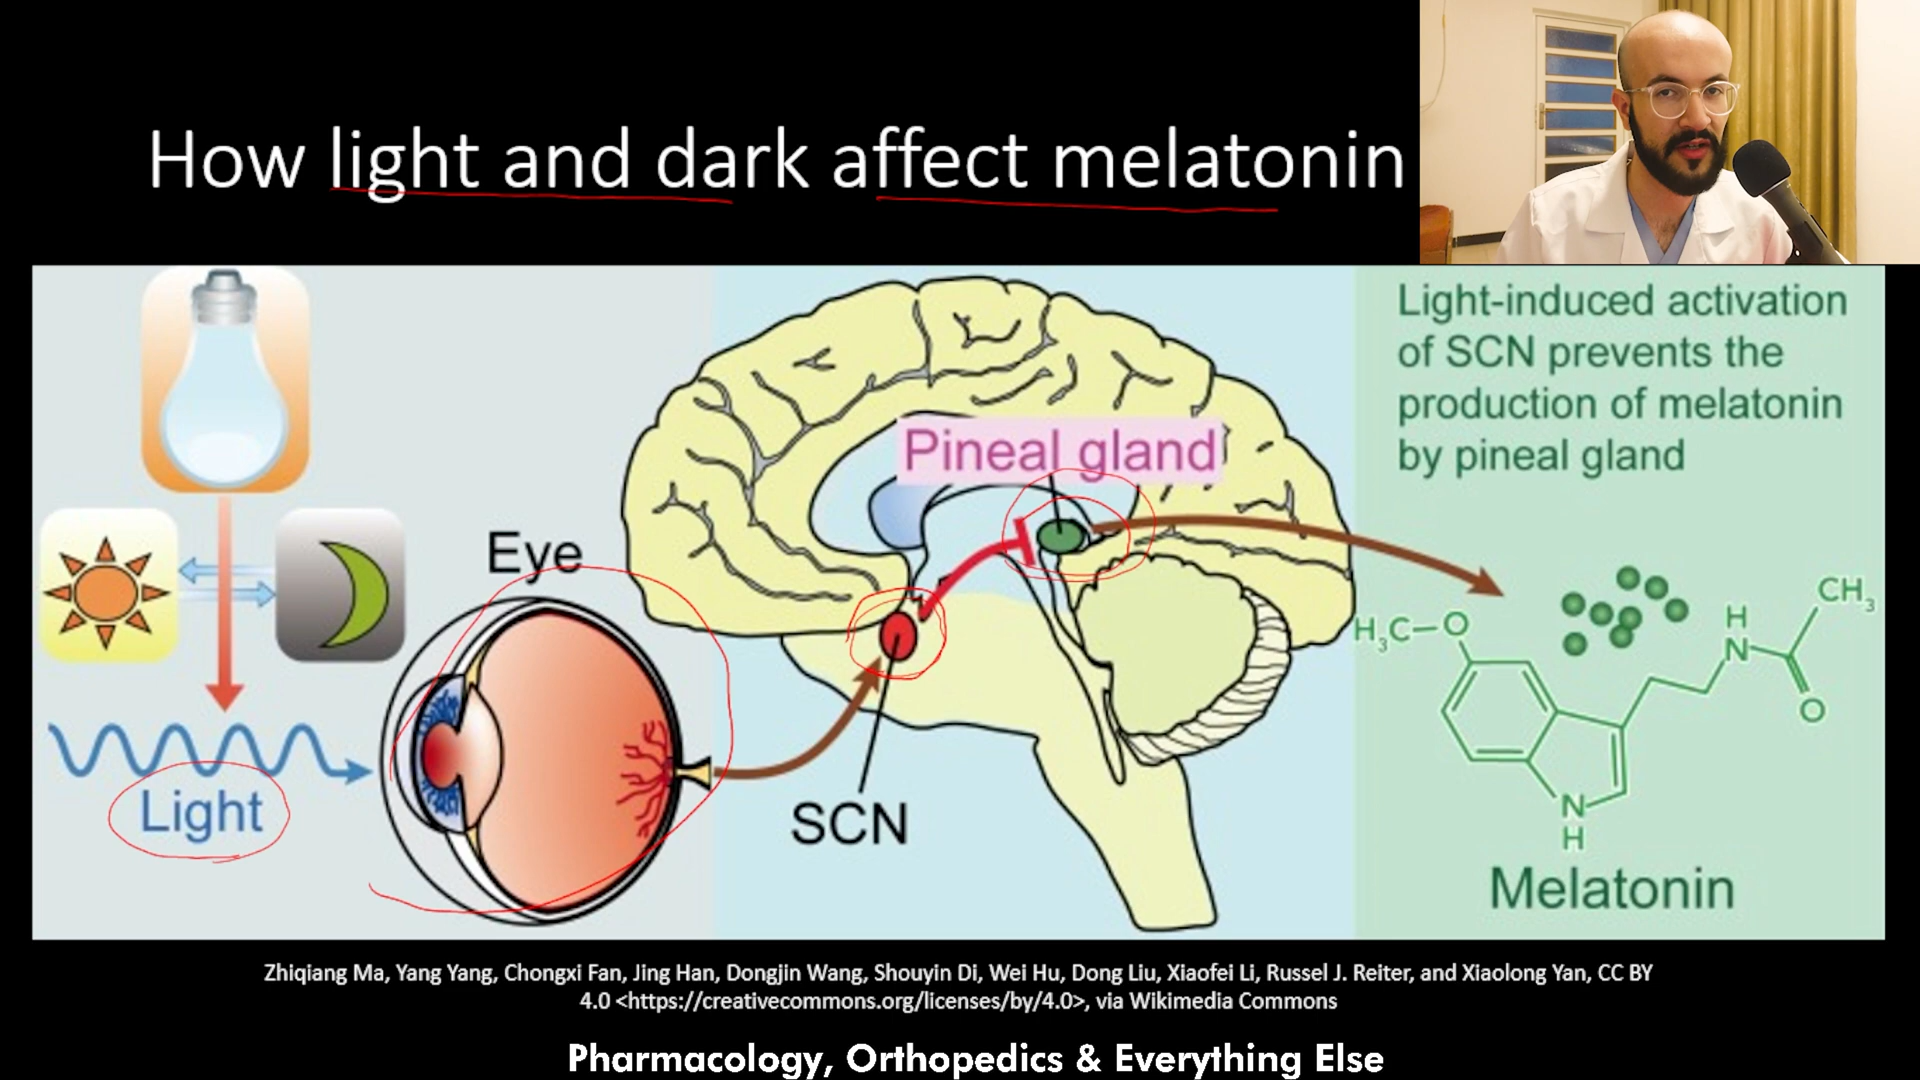 How light and dark affect melatonin
Light-induced activation
of SCN prevents the
production of melatonin
by pineal gland
Pineal gland
Eye
Light
SCN
H₃C
O
H
N
CH₃
O
N
H
Melatonin
Zhiqiang Ma, Yang Yang, Chongxi Fan, Jing Han, Dongjin Wang, Shouyin Di, Wei Hu, Dong Liu, Xiaofei Li, Russel J. Reiter, and Xiaolong Yan, CC BY
4.0 <https://creativecommons.org/licenses/by/4.0>, via Wikimedia Commons
Pharmacology, Orthopedics & Everything Else